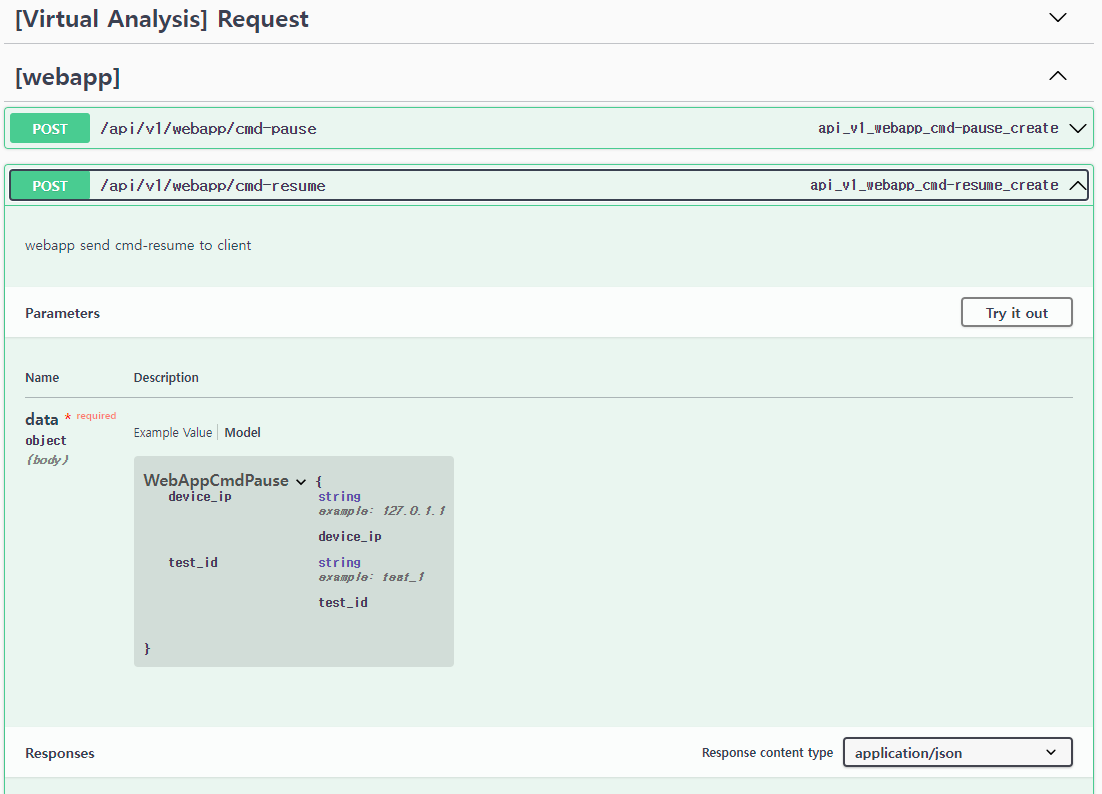 [Virtual Analysis] Request
[webapp]
POST /api/v1/webapp/cmd-pause api_v1_webapp_cmd-pause_create
POST /api/v1/webapp/cmd-resume api_v1_webapp_cmd-resume_create
webapp send cmd-resume to client
Parameters Try it out
Name Description
data * required
object
(body)
Example Value Model
WebAppCmdPause {
device_ip string
example: 127.0.1.1
device_ip
test_id string
example: test_1
test_id
}
Responses Response content type application/json